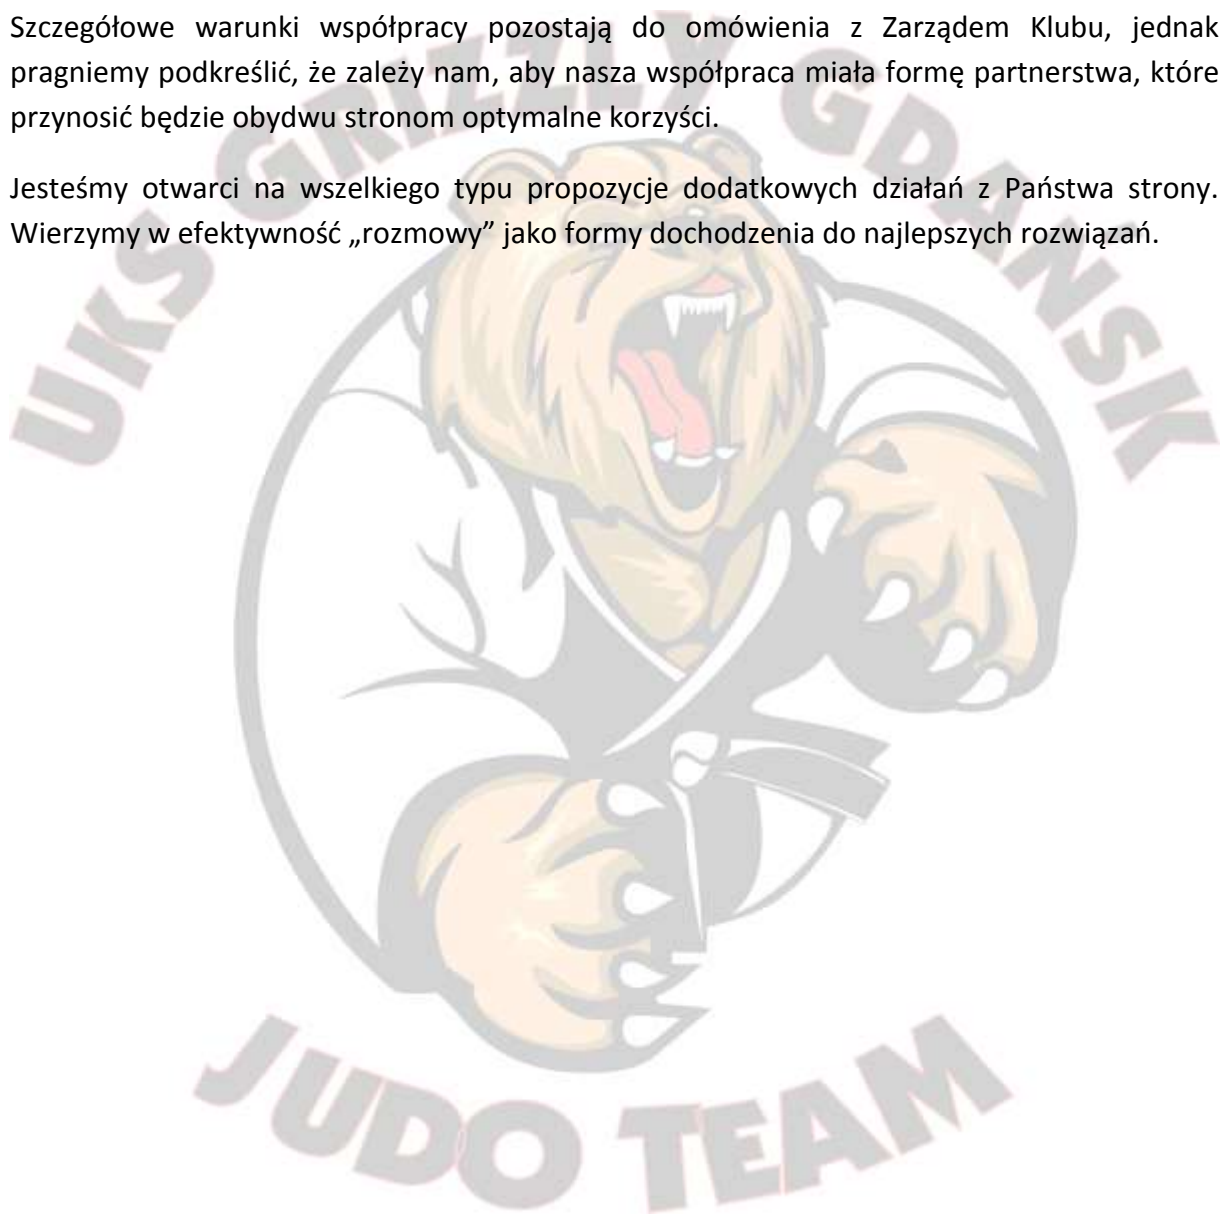 Szczegółowe warunki współpracy pozostają do omówienia z Zarządem Klubu, jednak
pragniemy podkreślić, że zależy nam, aby nasza współpraca miała formę partnerstwa, które
przynosić będzie obydwu stronom optymalne korzyści.
Jesteśmy otwarci na wszelkiego typu propozycje dodatkowych działań z Państwa strony.
Wierzymy w efektywność „rozmowy” jako formy dochodzenia do najlepszych rozwiązań.
UKS GRIZZLY GDAŃSK
JUDO TEAM